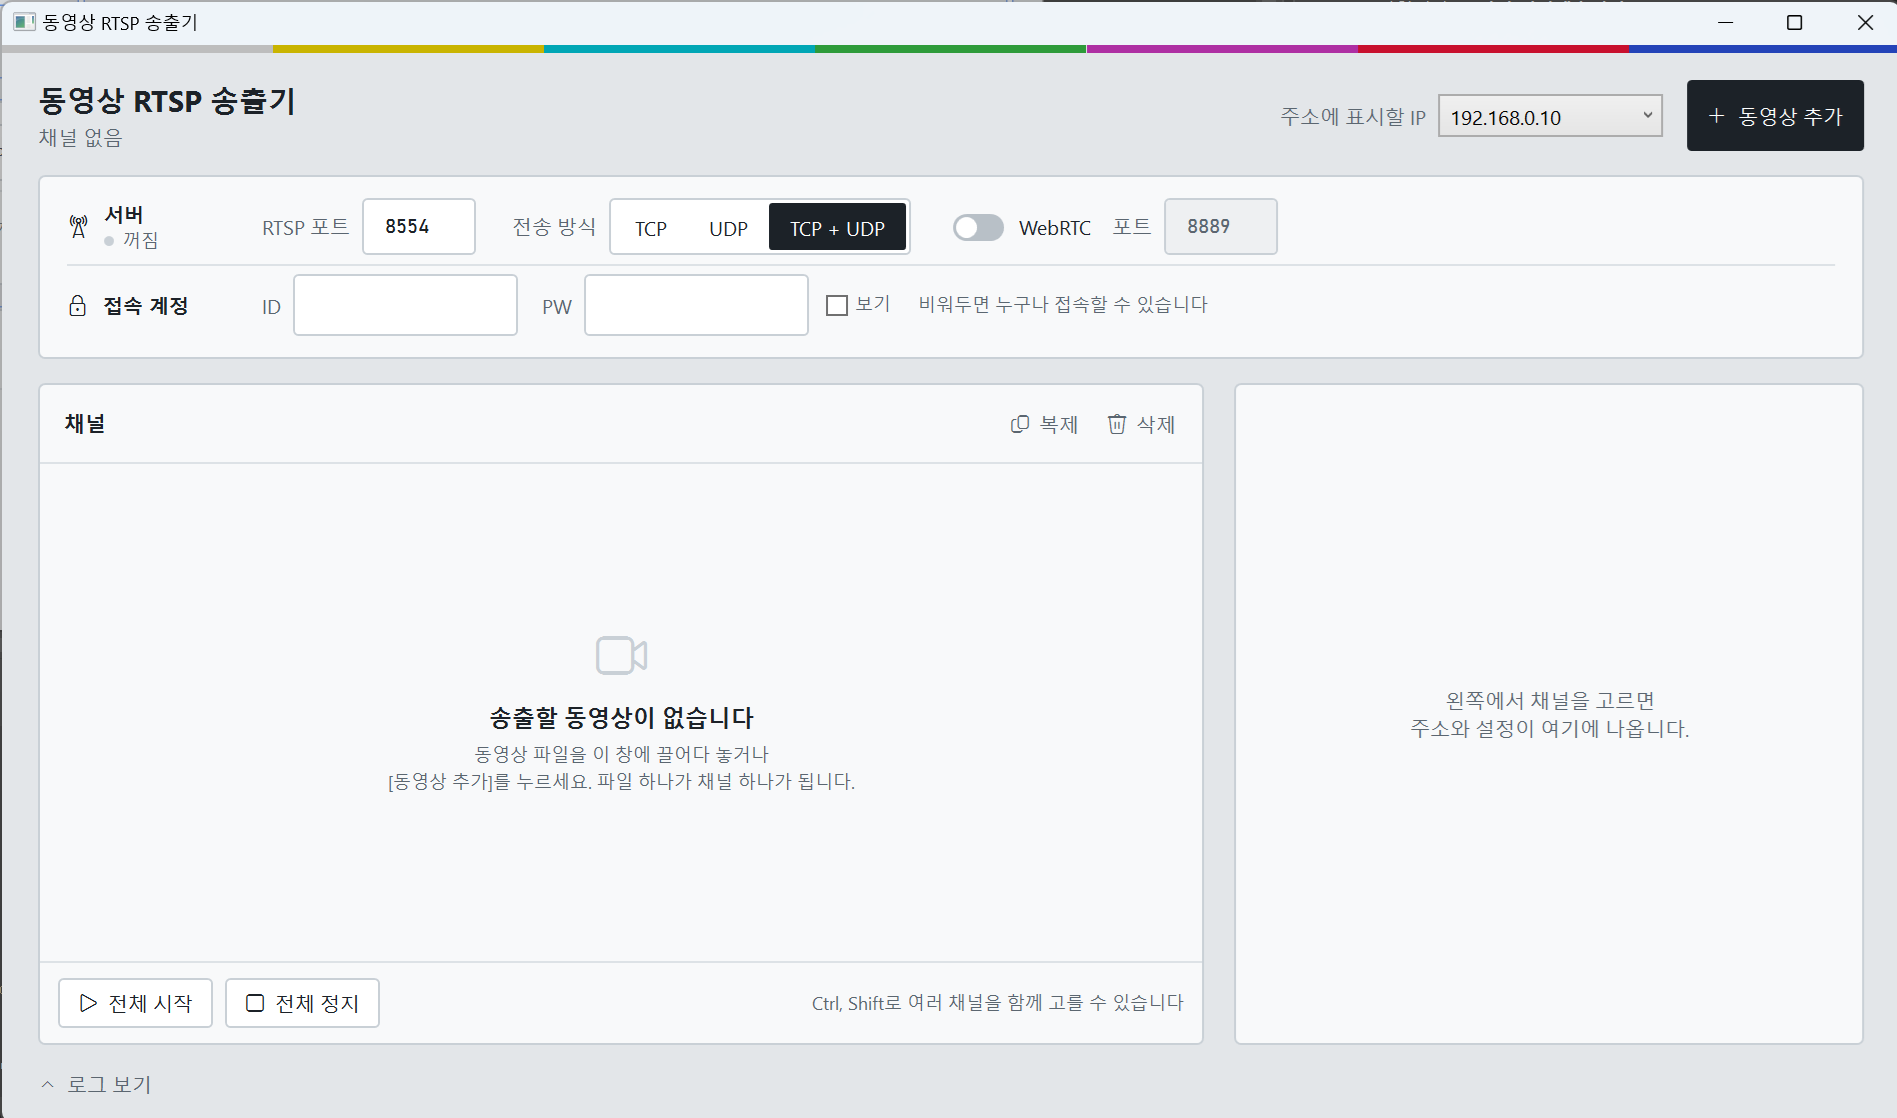 동영상 RTSP 송출기
동영상 RTSP 송출기
채널 없음
주소에 표시할 IP
192.168.0.10
+ 동영상 추가
서버
꺼짐
RTSP 포트
8554
전송 방식
TCP
UDP
TCP + UDP
WebRTC
포트
8889
접속 계정
ID
PW
보기
비워두면 누구나 접속할 수 있습니다
채널
복제
삭제
송출할 동영상이 없습니다
동영상 파일을 이 창에 끌어다 놓거나
[동영상 추가]를 누르세요. 파일 하나가 채널 하나가 됩니다.
왼쪽에서 채널을 고르면
주소와 설정이 여기에 나옵니다.
전체 시작
전체 정지
Ctrl, Shift로 여러 채널을 함께 고를 수 있습니다
로그 보기